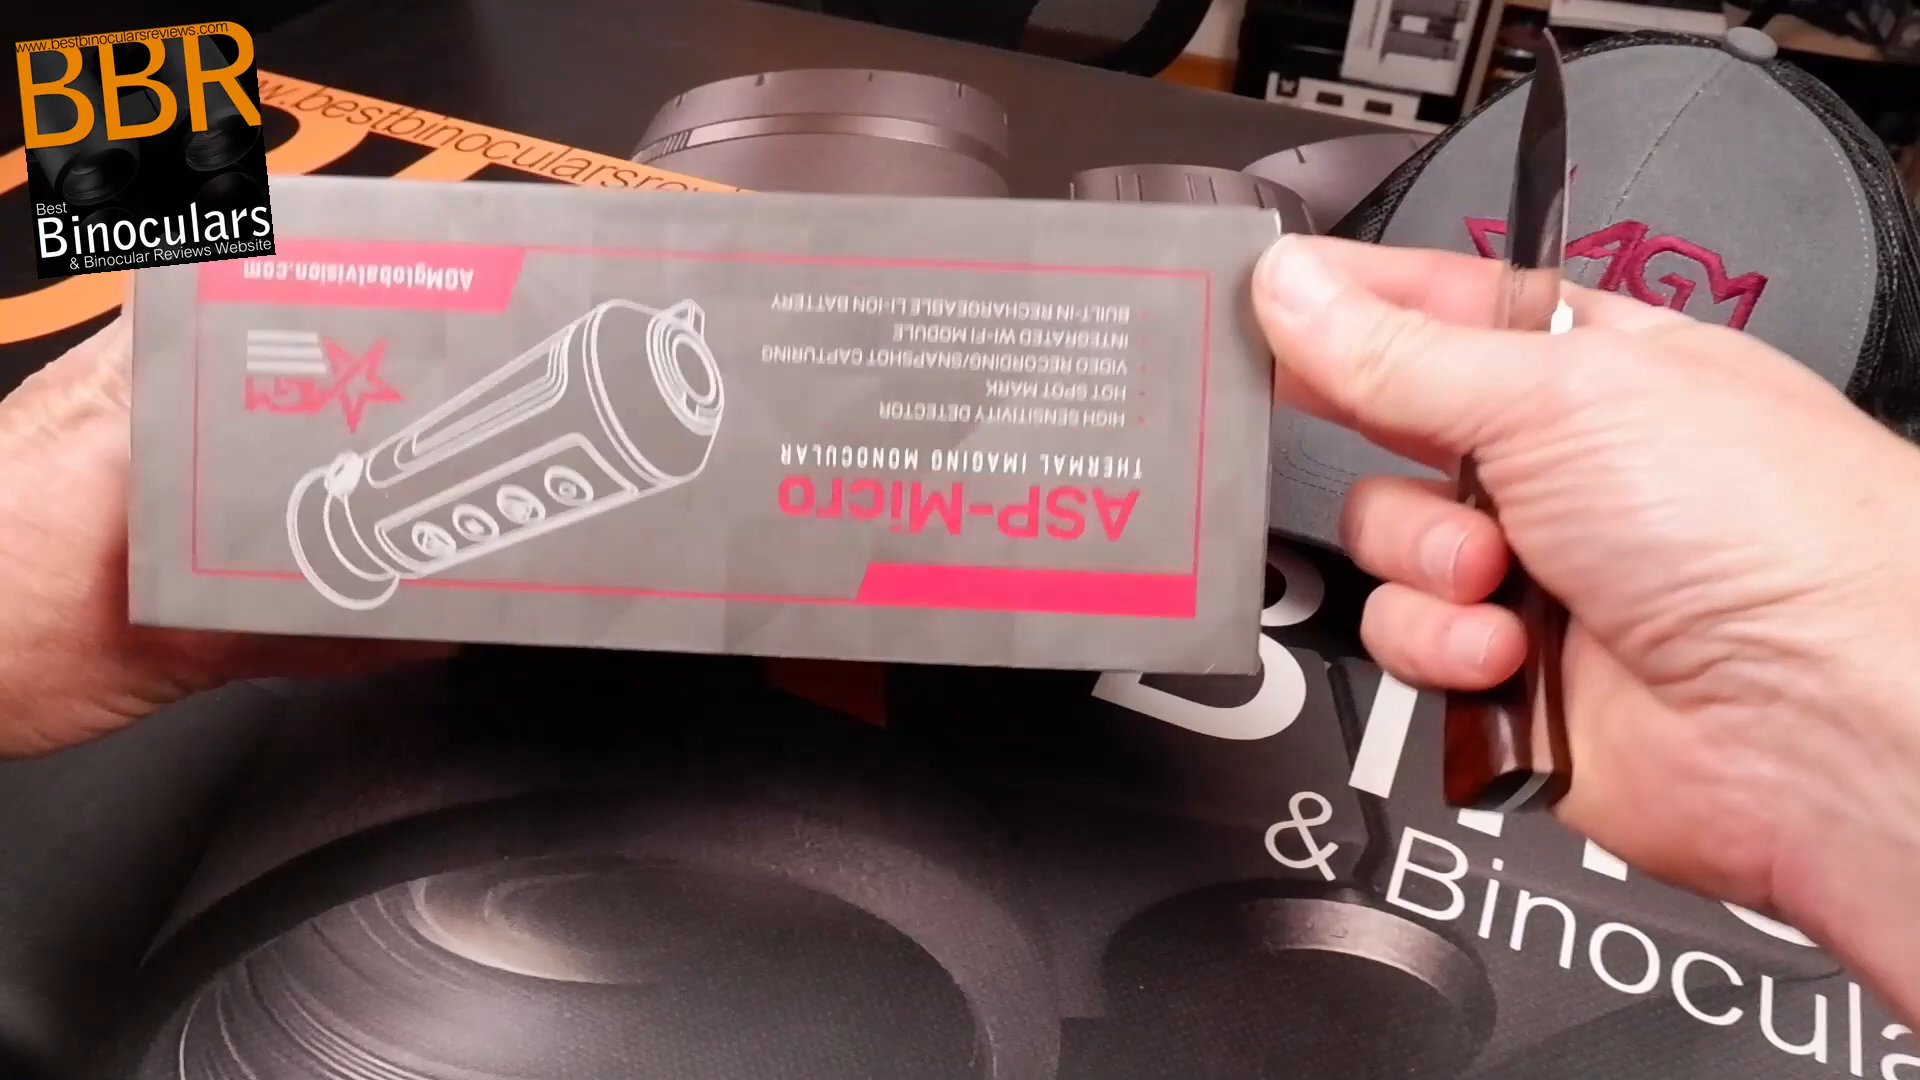 www.bestbinocularsreviews.com
BBR
Best
Binoculars
& Binocular Reviews Website
w.bestbinocularsre
ASP-Micro
THERMAL IMAGING MONOCULAR
HIGH SENSITIVITY DETECTOR
HOT SPOT MARK
VIDEO RECORDING/SNAPSHOT CAPTURING
INTEGRATED WI-FI MODULE
BUILT-IN RECHARGEABLE LI-ION BATTERY
AGM
AGMglobalvision.com
AGM
& Binocula